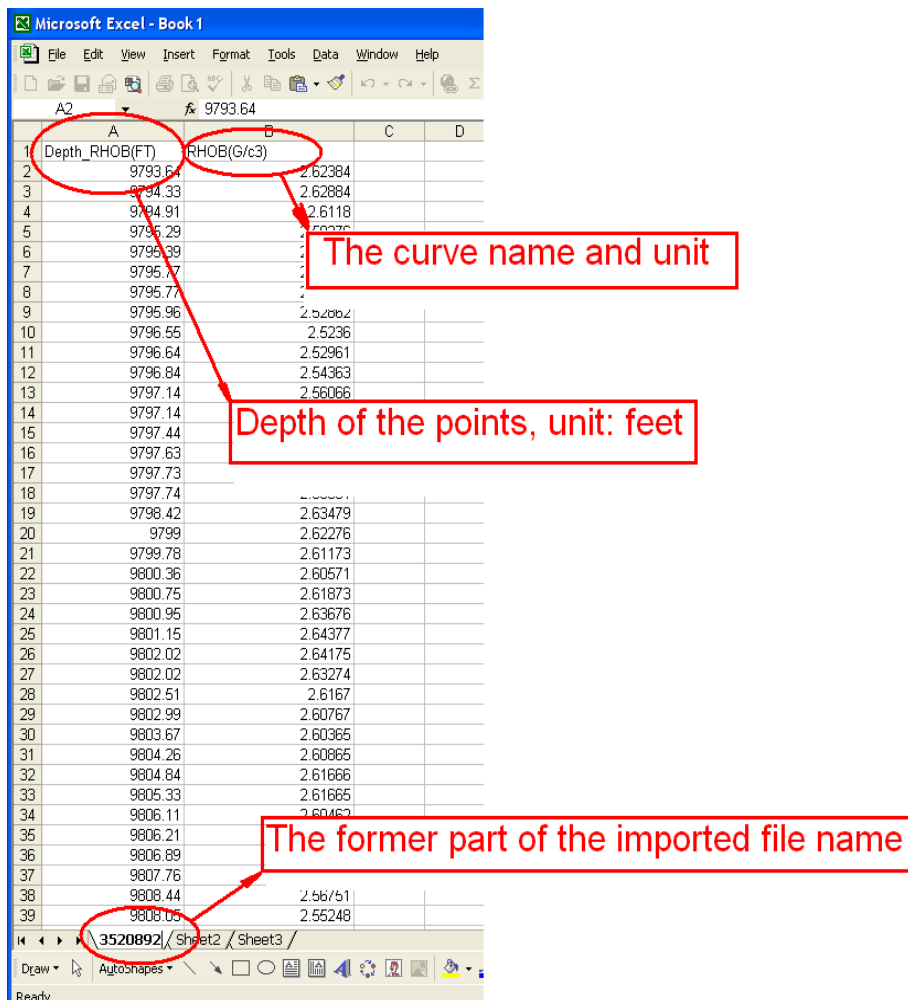 Microsoft Excel - Book1
File Edit View Insert Format Tools Data Window Help
A2 fx 9793.64
A B C D
1 Depth_RHOB(FT) RHOB(G/c3)
2 9793.64 2.62384
3 9794.33 2.62884
4 9794.91 2.6118
5 9795.29
The curve name and unit
6 9795.39
7 9795.77
8 9795.77
9 9795.96 2.52862
10 9796.55 2.5236
11 9796.64 2.52961
12 9796.84 2.54363
13 9797.14 2.56066
14 9797.14
Depth of the points, unit: feet
15 9797.44
16 9797.63
17 9797.73
18 9797.74
19 9798.42 2.63479
20 9799 2.62276
21 9799.78 2.61173
22 9800.36 2.60571
23 9800.75 2.61873
24 9800.95 2.63676
25 9801.15 2.64377
26 9802.02 2.64175
27 9802.02 2.63274
28 9802.51 2.6167
29 9802.99 2.60767
30 9803.67 2.60365
31 9804.26 2.60865
32 9804.84 2.61666
33 9805.33 2.61665
34 9806.11 2.60462
35 9806.21
The former part of the imported file name
36 9806.89
37 9807.76
38 9808.44 2.56751
39 9808.05 2.55248
3520892 Sheet2 Sheet3
Draw AutoShapes
Ready